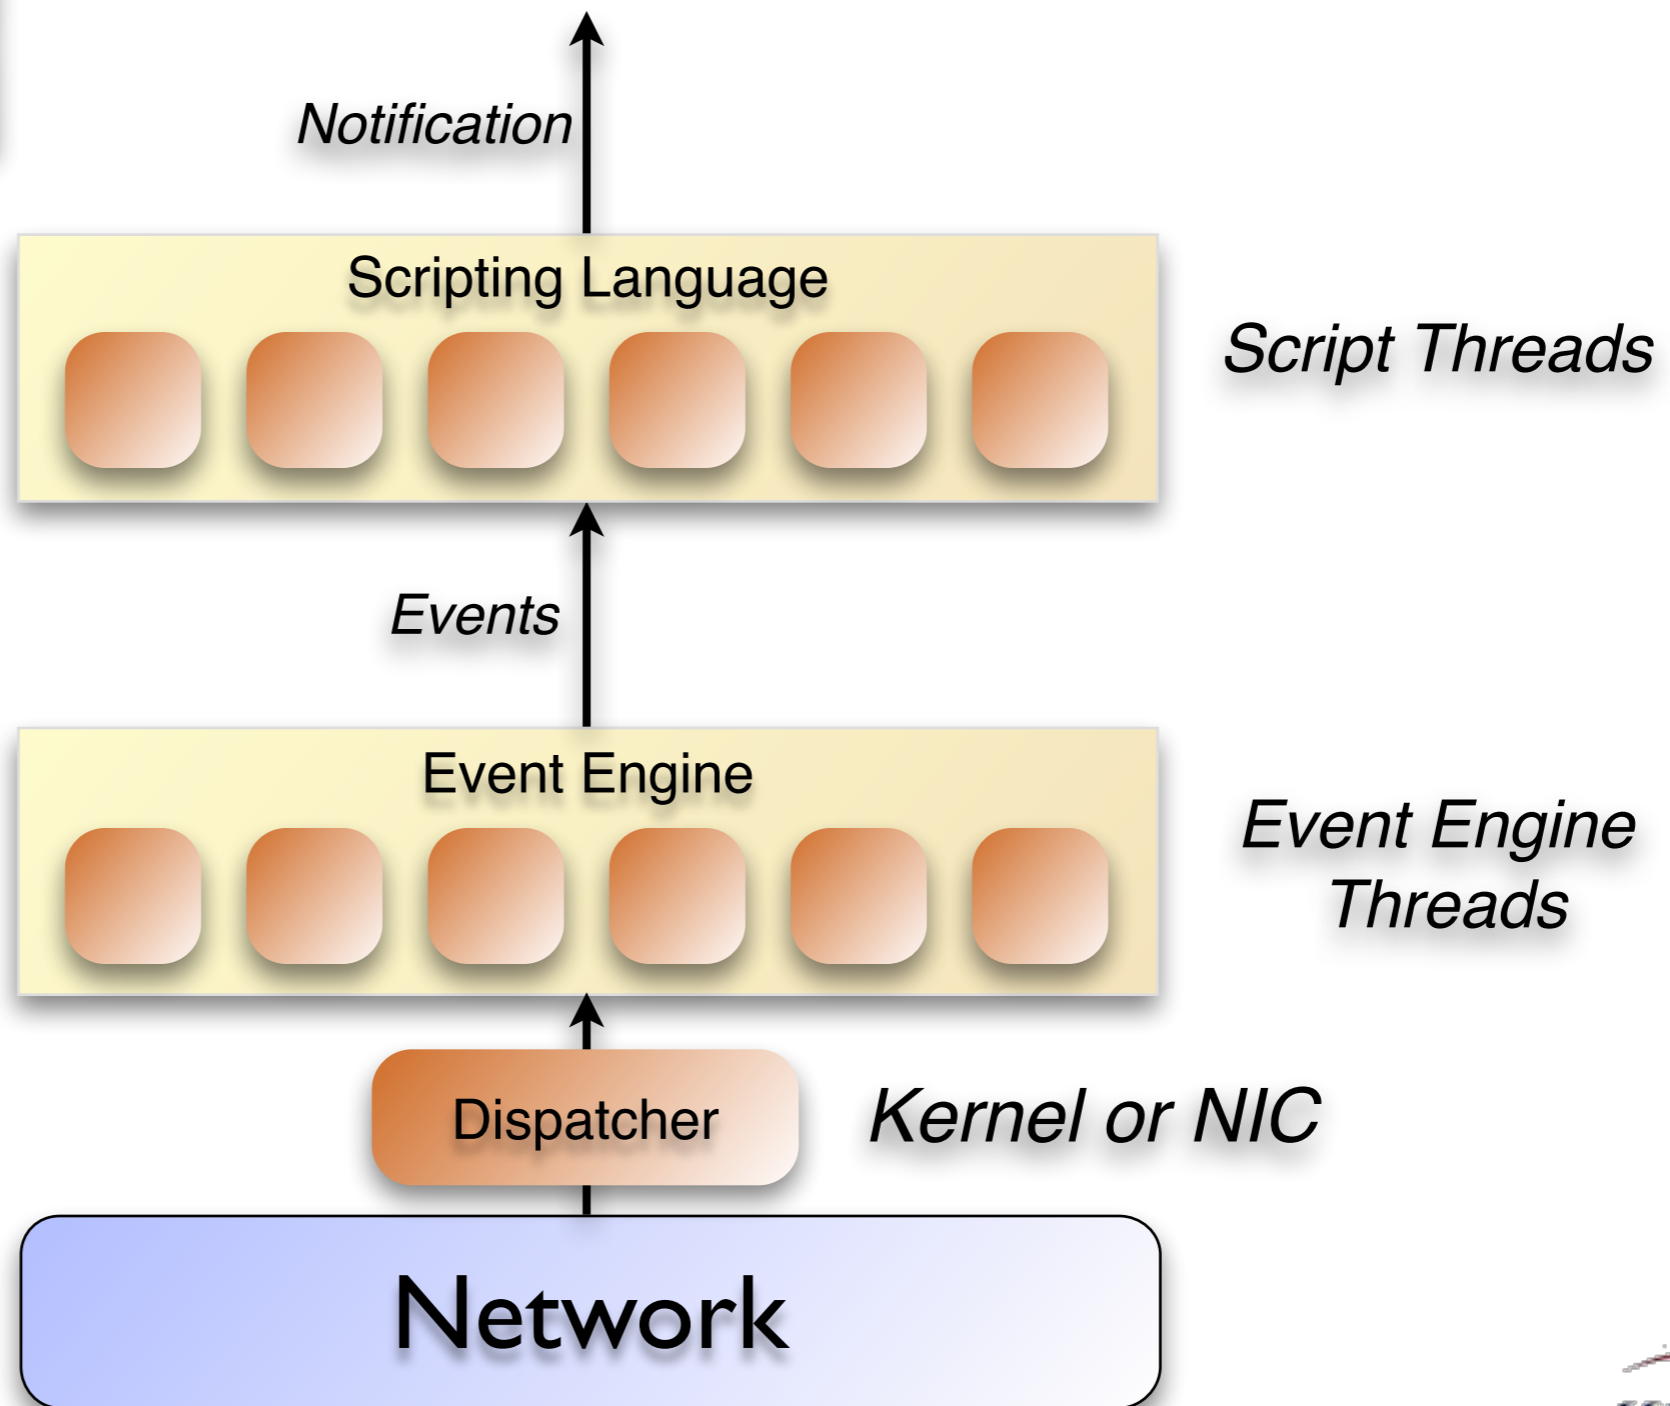 Notification
Scripting Language
Script Threads
Events
Event Engine
Event Engine
Threads
Dispatcher
Kernel or NIC
Network